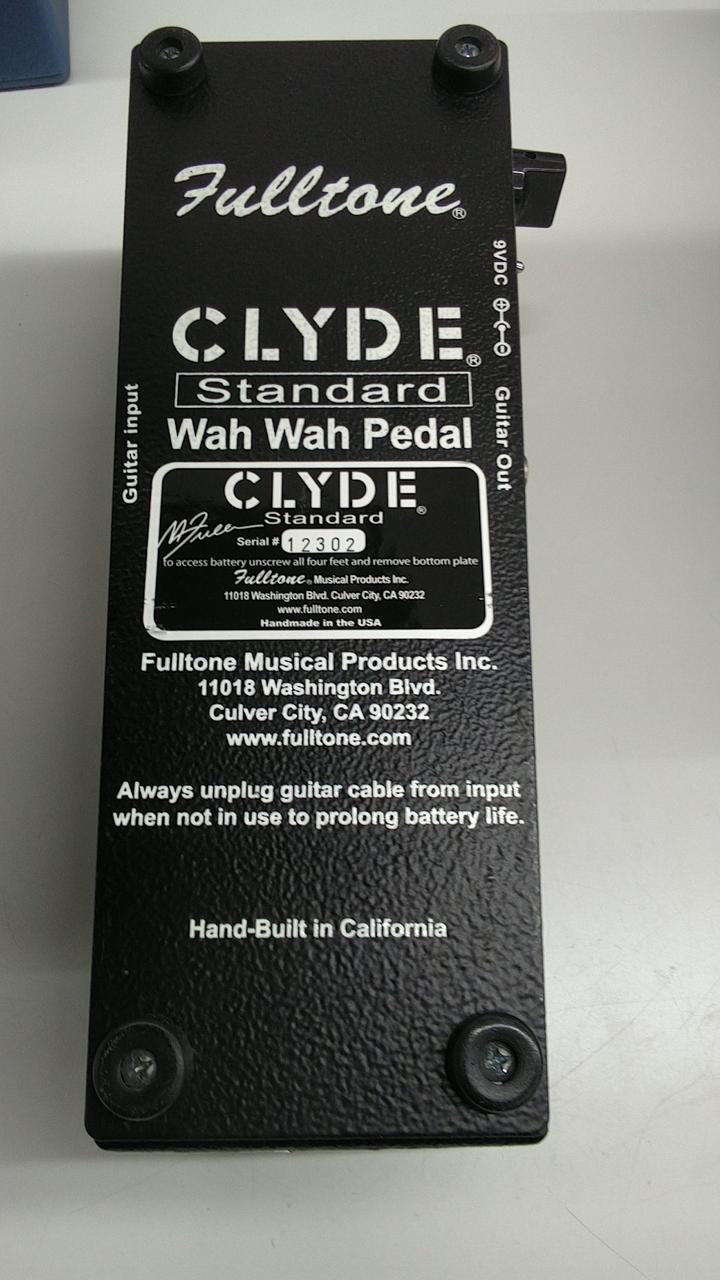 Fulltone®
9VDC
CLYDE®
Standard
Wah Wah Pedal
Guitar input
Guitar Out
CLYDE®
Standard
MFuller
Serial # 12302
to access battery unscrew all four feet and remove bottom plate
Fulltone® Musical Products Inc.
11018 Washington Blvd. Culver City, CA 90232
www.fulltone.com
Handmade in the USA
Fulltone Musical Products Inc.
11018 Washington Blvd.
Culver City, CA 90232
www.fulltone.com
Always unplug guitar cable from input
when not in use to prolong battery life.
Hand-Built in California